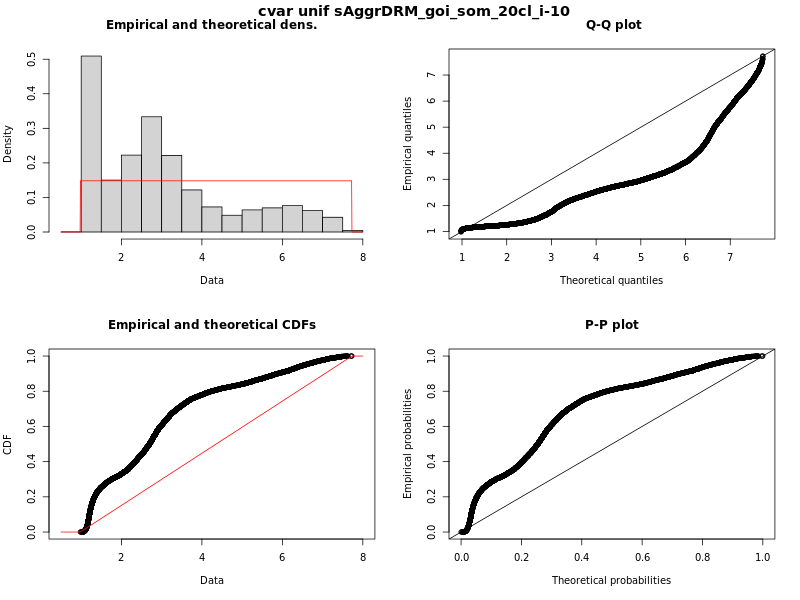 cvar unif sAggrDRM_goi_som_20cl_i-10
Empirical and theoretical dens.
Density
0.0 0.1 0.2 0.3 0.4 0.5
2 4 6 8
Data
Q-Q plot
Empirical quantiles
1 2 3 4 5 6 7
1 2 3 4 5 6 7
Theoretical quantiles
Empirical and theoretical CDFs
CDF
0.0 0.2 0.4 0.6 0.8 1.0
2 4 6 8
Data
P-P plot
Empirical probabilities
0.0 0.2 0.4 0.6 0.8 1.0
0.0 0.2 0.4 0.6 0.8 1.0
Theoretical probabilities